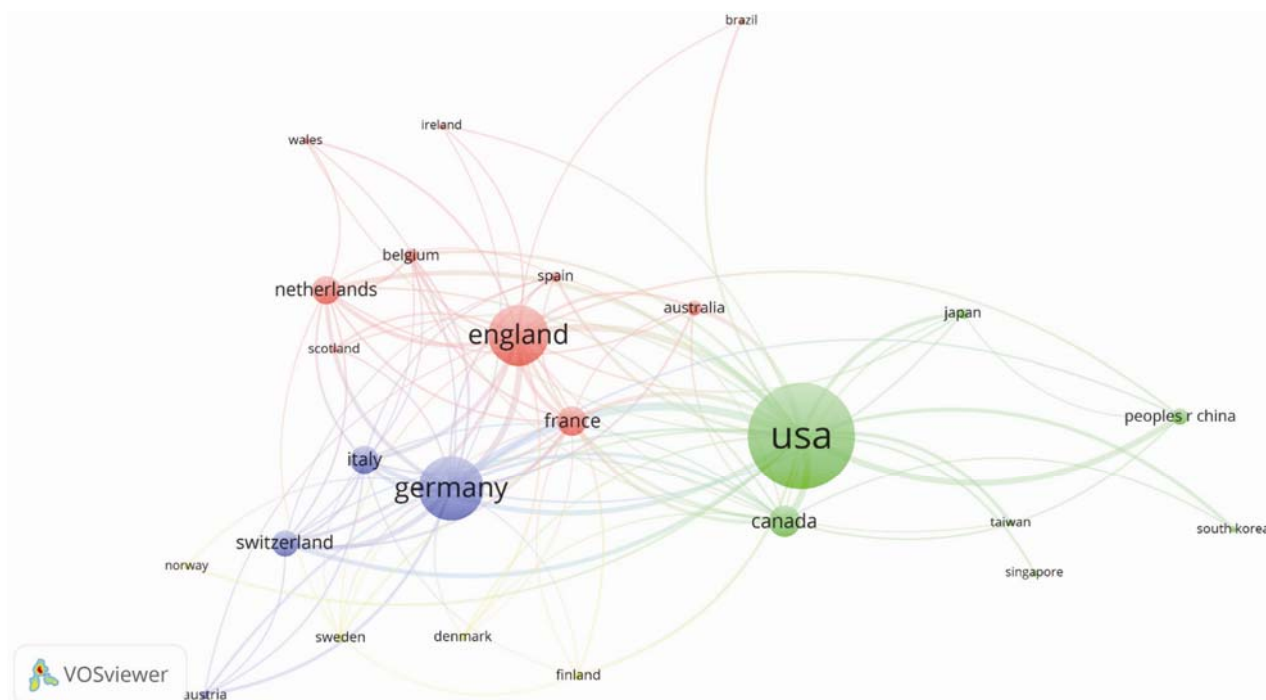 brazil
ireland
wales
belgium
spain
netherlands
australia
japan
england
scotland
peoples r china
france
usa
italy
germany
canada
taiwan
south korea
switzerland
norway
singapore
sweden
denmark
finland
VOSviewer
austria